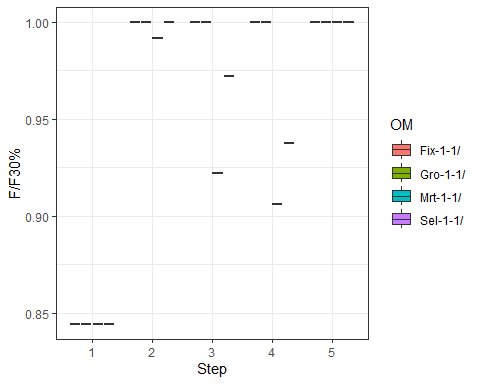 1.00
0.95
0.90
0.85
F/F30%
1 2 3 4 5
Step
OM
Fix-1-1/
Gro-1-1/
Mrt-1-1/
Sel-1-1/